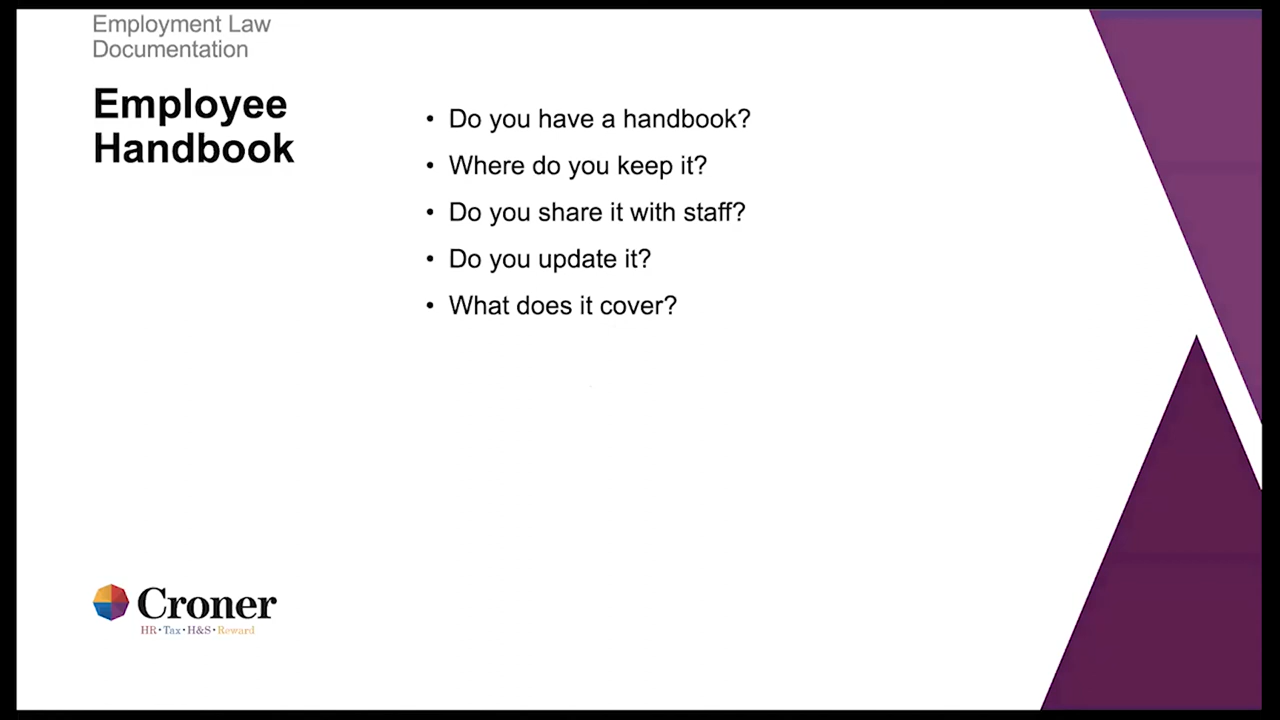 Employment Law
Documentation
Employee
Handbook
• Do you have a handbook?
• Where do you keep it?
• Do you share it with staff?
• Do you update it?
• What does it cover?
Croner
HR•Tax•H&S•Reward